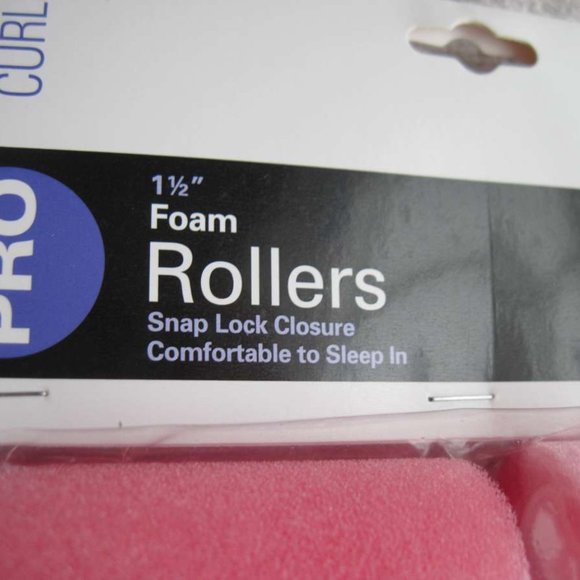 CURL
PRO
1½"
Foam
Rollers
Snap Lock Closure
Comfortable to Sleep In